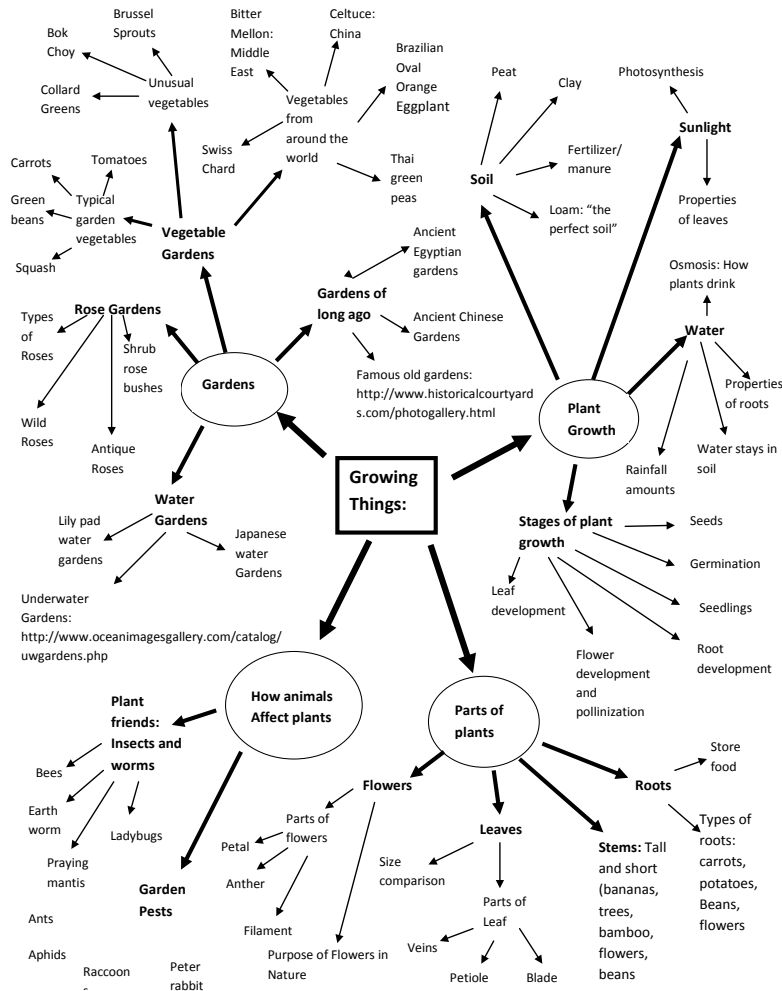 Bok
Choy
Brussel
Sprouts
Bitter
Mellon:
Middle
East
Celtuce:
China
Brazilian
Oval
Orange
Eggplant
Collard
Greens
Unusual
vegetables
Vegetables
from
around the
world
Swiss
Chard
Thai
green
peas
Carrots
Tomatoes
Green
beans
Typical
garden
vegetables
Squash
Vegetable
Gardens
Peat
Clay
Soil
Fertilizer/
manure
Loam: “the
perfect soil”
Photosynthesis
Sunlight
Properties
of leaves
Ancient
Egyptian
gardens
Gardens of
long ago
Ancient Chinese
Gardens
Famous old gardens:
http://www.historicalcourtyard
s.com/photogallery.html
Rose Gardens
Types
of
Roses
Shrub
rose
bushes
Wild
Roses
Antique
Roses
Gardens
Osmosis: How
plants drink
Water
Properties
of roots
Water stays in
soil
Rainfall
amounts
Plant
Growth
Growing
Things:
Water
Gardens
Lily pad
water
gardens
Japanese
water
Gardens
Underwater
Gardens:
http://www.oceanimagesgallery.com/catalog/
uwgardens.php
Stages of plant
growth
Seeds
Germination
Seedlings
Root
development
Leaf
development
Flower
development
and
pollinization
How animals
Affect plants
Plant
friends:
Insects and
worms
Bees
Earth
worm
Praying
mantis
Ladybugs
Garden
Pests
Ants
Aphids
Raccoon
s
Peter
rabbit
Parts of
plants
Flowers
Parts of
flowers
Petal
Anther
Filament
Purpose of Flowers in
Nature
Leaves
Size
comparison
Parts of
Leaf
Veins
Petiole
Blade
Stems: Tall
and short
(bananas,
trees,
bamboo,
flowers,
beans
Roots
Store
food
Types of
roots:
carrots,
potatoes,
Beans,
flowers